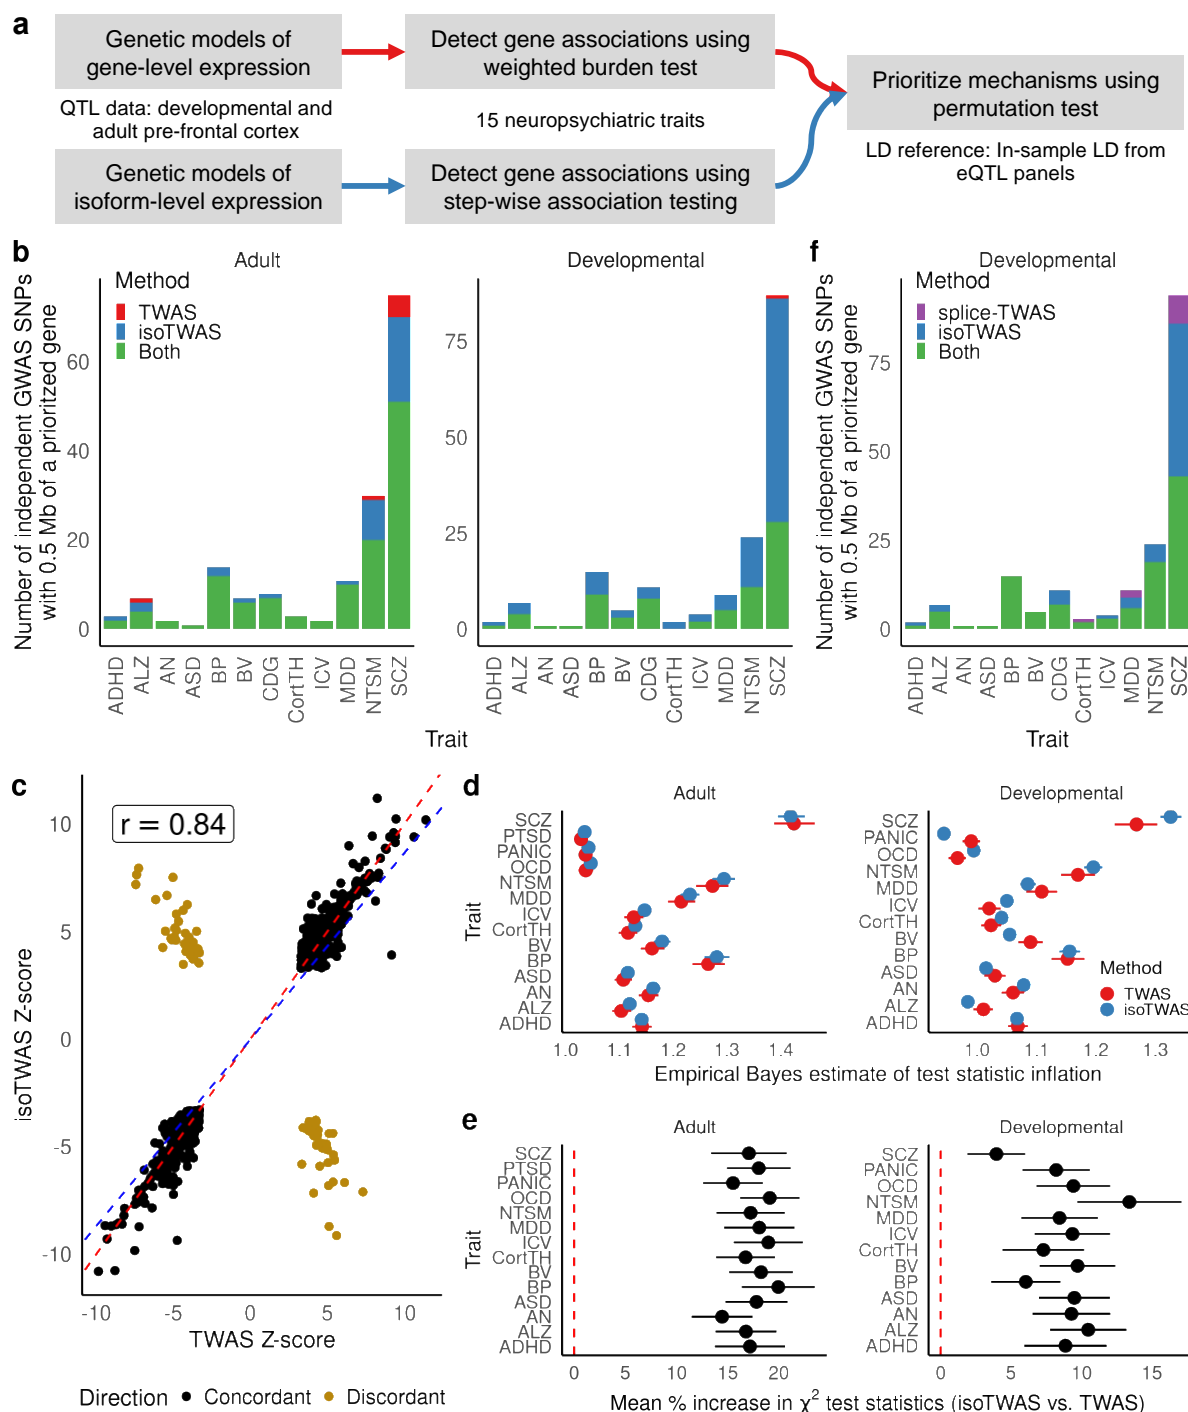 a
Genetic models of
gene-level expression
Detect gene associations using
weighted burden test
Prioritize mechanisms using
permutation test
QTL data: developmental and
adult pre-frontal cortex
15 neuropsychiatric traits
LD reference: In-sample LD from
eQTL panels
Genetic models of
isoform-level expression
Detect gene associations using
step-wise association testing
b
Adult
Developmental
Method
TWAS
isoTWAS
Both
Number of independent GWAS SNPs
with 0.5 Mb of a prioritized gene
60
40
20
0
ADHD
ALZ
AN
ASD
BP
BV
CDG
CortTH
ICV
MDD
NTSM
SCZ
75
50
25
0
ADHD
ALZ
AN
ASD
BP
BV
CDG
CortTH
ICV
MDD
NTSM
SCZ
Trait
f
Developmental
Method
splice-TWAS
isoTWAS
Both
Number of independent GWAS SNPs
with 0.5 Mb of a prioritized gene
75
50
25
0
ADHD
ALZ
AN
ASD
BP
BV
CDG
CortTH
ICV
MDD
NTSM
SCZ
Trait
c
r = 0.84
isoTWAS Z-score
10
5
0
-5
-10
-10
-5
0
5
10
TWAS Z-score
Direction
Concordant
Discordant
d
Adult
Developmental
Trait
SCZ
PTSD
PANIC
OCD
NTSM
MDD
ICV
CortTH
BV
BP
ASD
AN
ALZ
ADHD
1.0
1.1
1.2
1.3
1.4
SCZ
PANIC
OCD
NTSM
MDD
ICV
CortTH
BV
BP
ASD
AN
ALZ
ADHD
1.0
1.1
1.2
1.3
Method
TWAS
isoTWAS
Empirical Bayes estimate of test statistic inflation
e
Adult
Developmental
Trait
SCZ
PTSD
PANIC
OCD
NTSM
MDD
ICV
CortTH
BV
BP
ASD
AN
ALZ
ADHD
0
5
10
15
20
SCZ
PANIC
OCD
NTSM
MDD
ICV
CortTH
BV
BP
ASD
AN
ALZ
ADHD
0
5
10
15
Mean % increase in χ² test statistics (isoTWAS vs. TWAS)